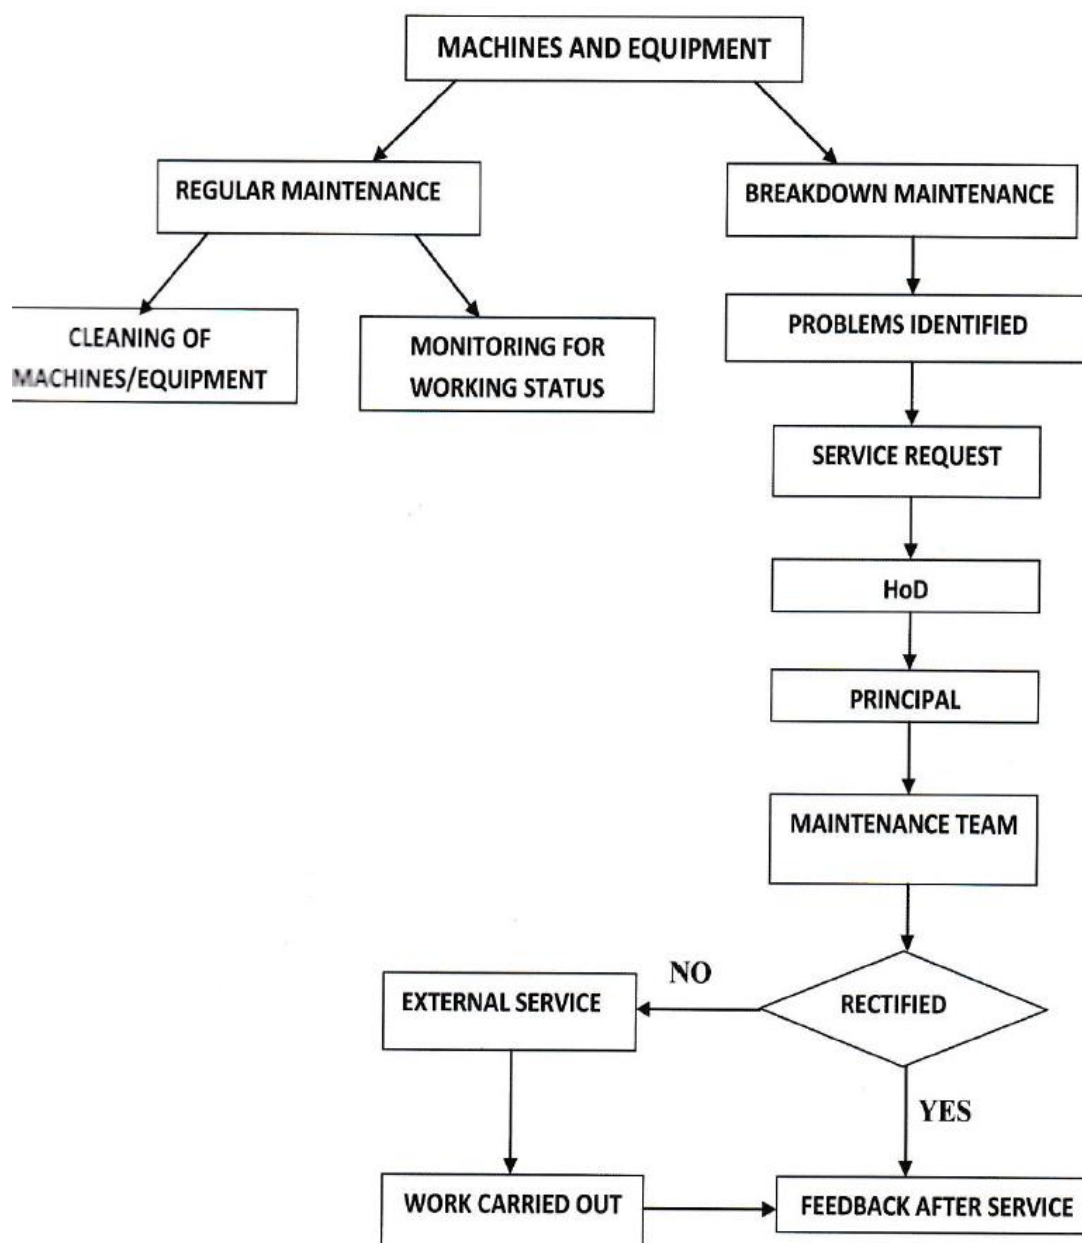 MACHINES AND EQUIPMENT
REGULAR MAINTENANCE
BREAKDOWN MAINTENANCE
CLEANING OF
MACHINES/EQUIPMENT
MONITORING FOR
WORKING STATUS
PROBLEMS IDENTIFIED
SERVICE REQUEST
HoD
PRINCIPAL
MAINTENANCE TEAM
RECTIFIED
NO
EXTERNAL SERVICE
YES
WORK CARRIED OUT
FEEDBACK AFTER SERVICE